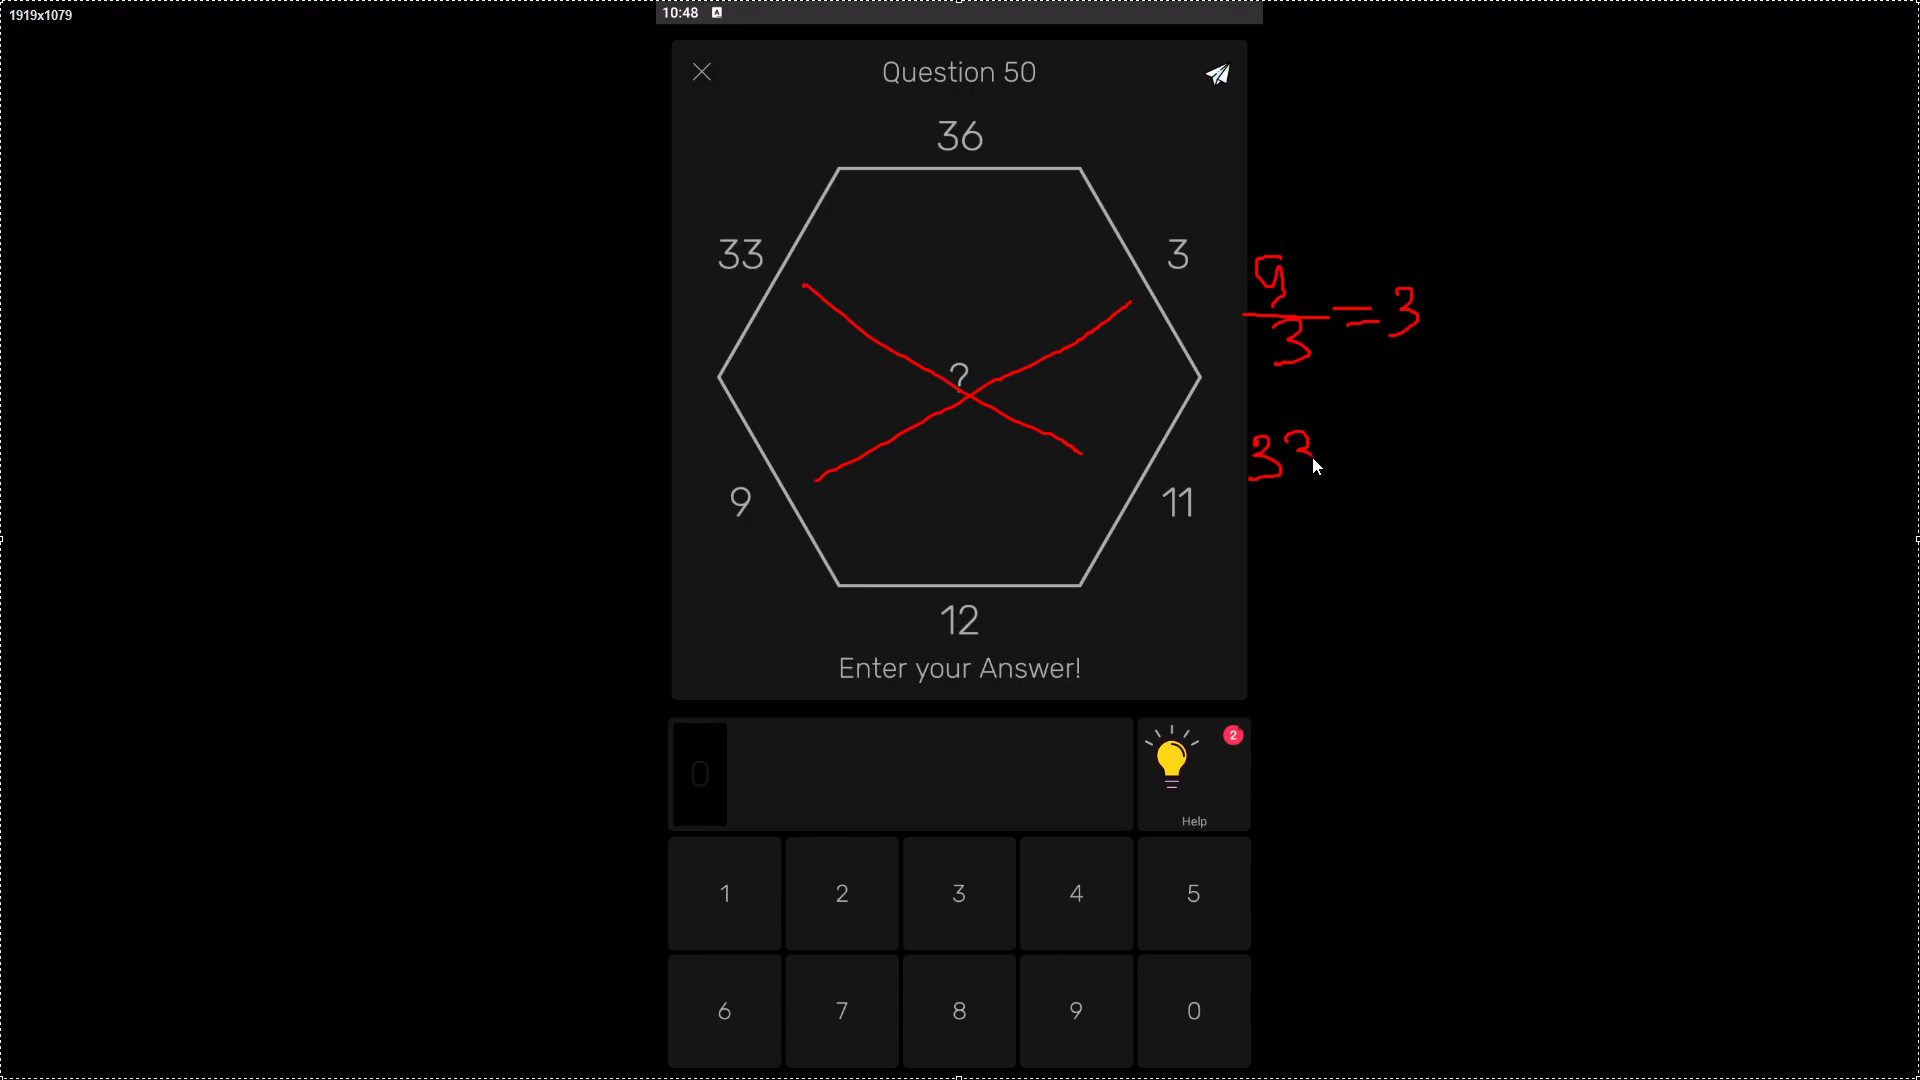 1919x1079
10:48 A
Question 50
36
33
3
9
3
= 3
?
33
9
11
12
Enter your Answer!
0
2
Help
1 2 3 4 5
6 7 8 9 0